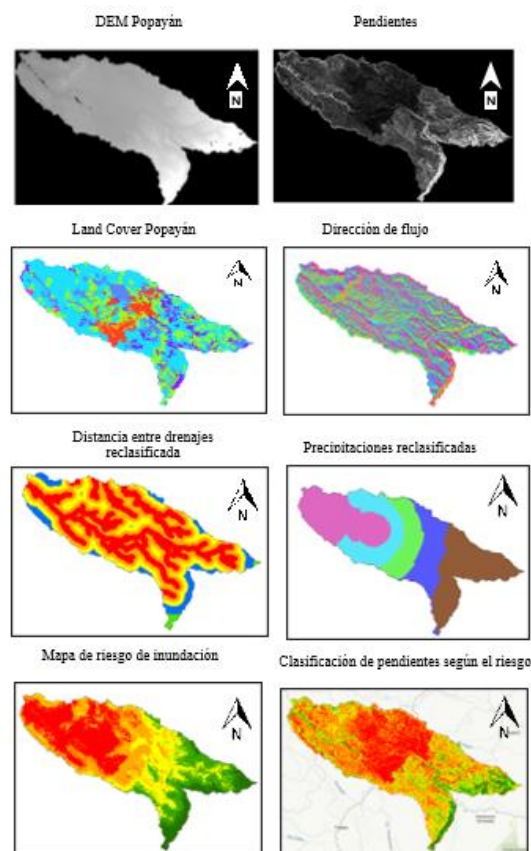 DEM Popayán
Pendientes
N
N
Land Cover Popayán
Dirección de flujo
N
N
Distancia entre drenajes
reclasificada
Precipitaciones reclasificadas
N
N
Mapa de riesgo de inundación
Clasificación de pendientes según el riesgo
N
N